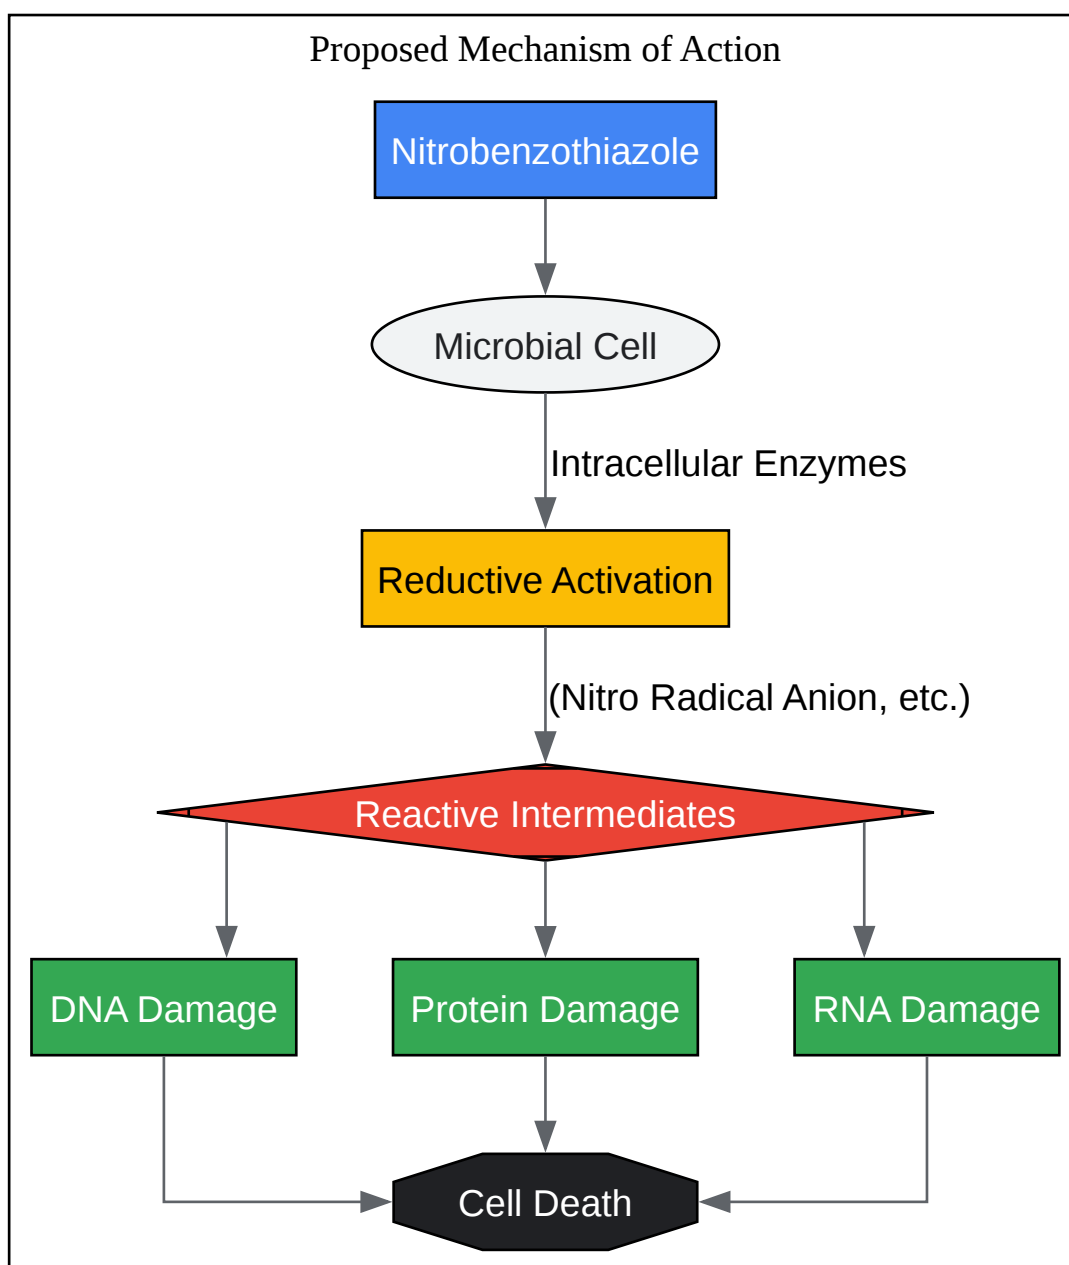 Proposed Mechanism of Action
Nitrobenzothiazole
Microbial Cell
Intracellular Enzymes
Reductive Activation
(Nitro Radical Anion, etc.)
Reactive Intermediates
DNA Damage
Protein Damage
RNA Damage
Cell Death